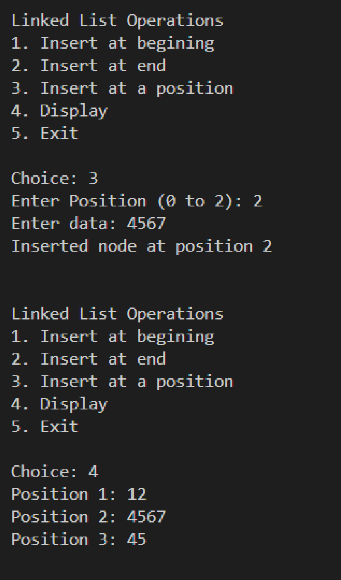 Linked List Operations
1. Insert at begining
2. Insert at end
3. Insert at a position
4. Display
5. Exit
Choice: 3
Enter Position (0 to 2): 2
Enter data: 4567
Inserted node at position 2
Linked List Operations
1. Insert at begining
2. Insert at end
3. Insert at a position
4. Display
5. Exit
Choice: 4
Position 1: 12
Position 2: 4567
Position 3: 45